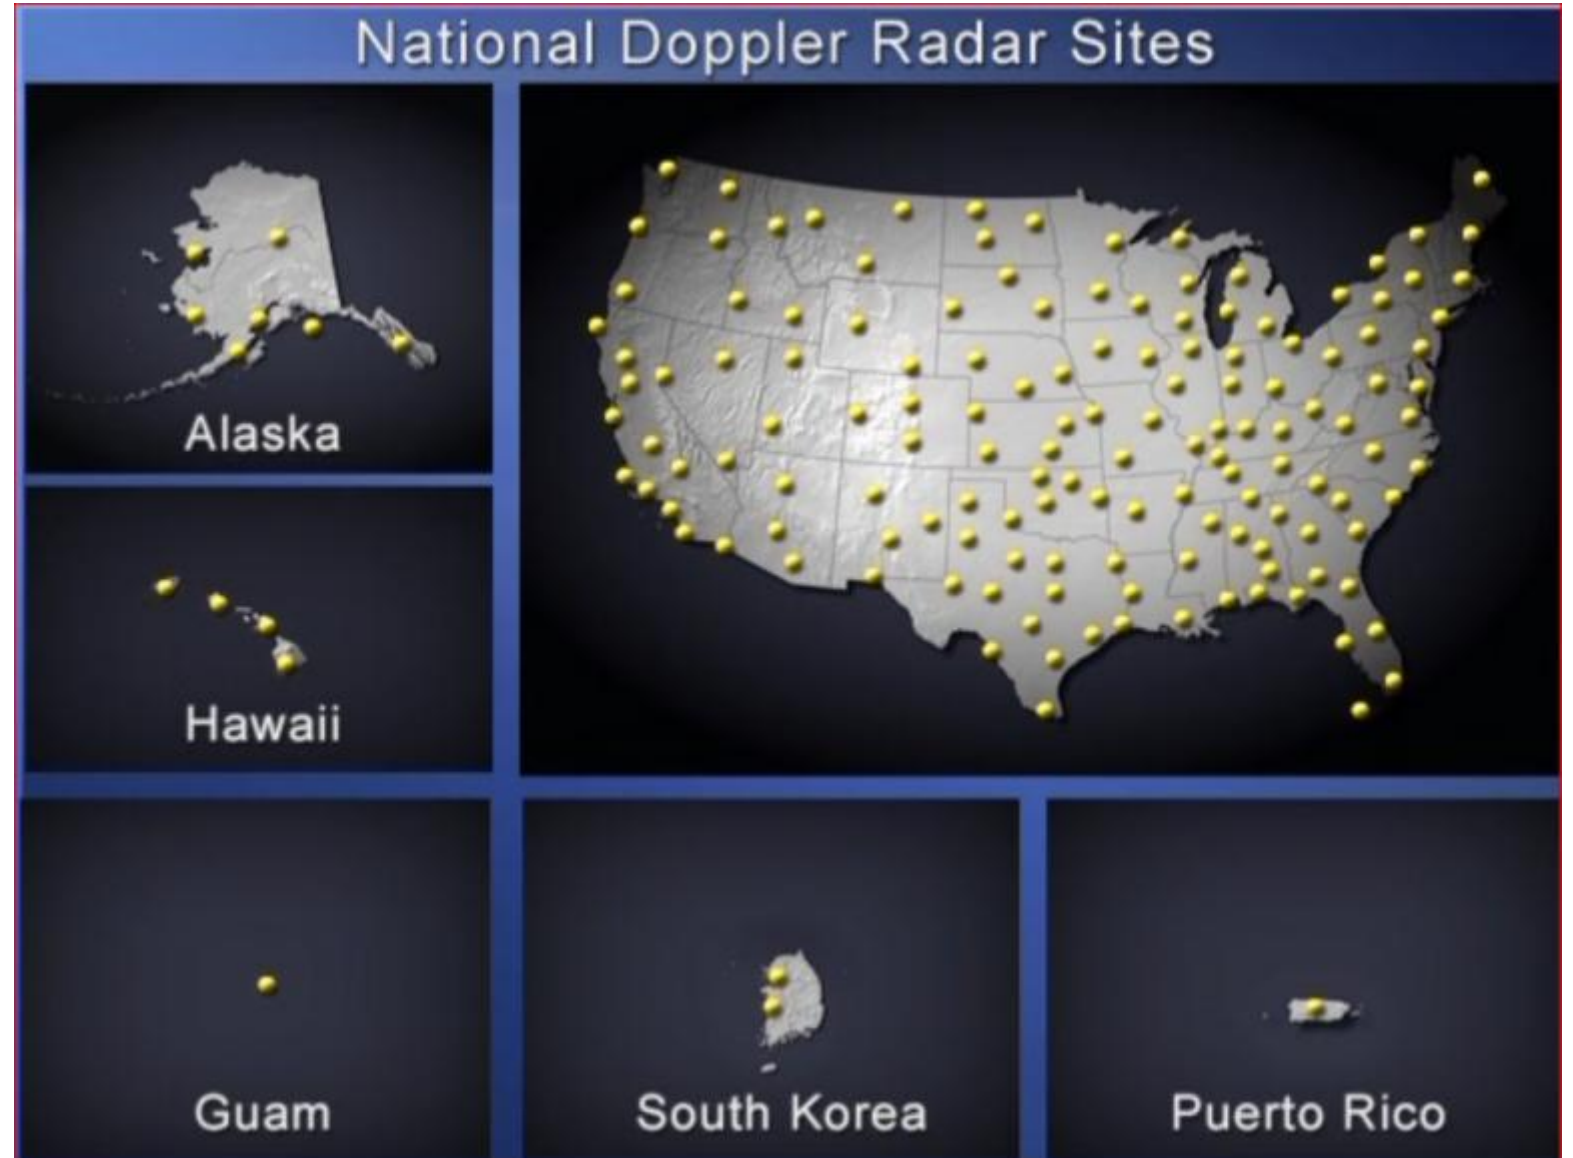 National Doppler Radar Sites
Alaska
Hawaii
Guam
South Korea
Puerto Rico